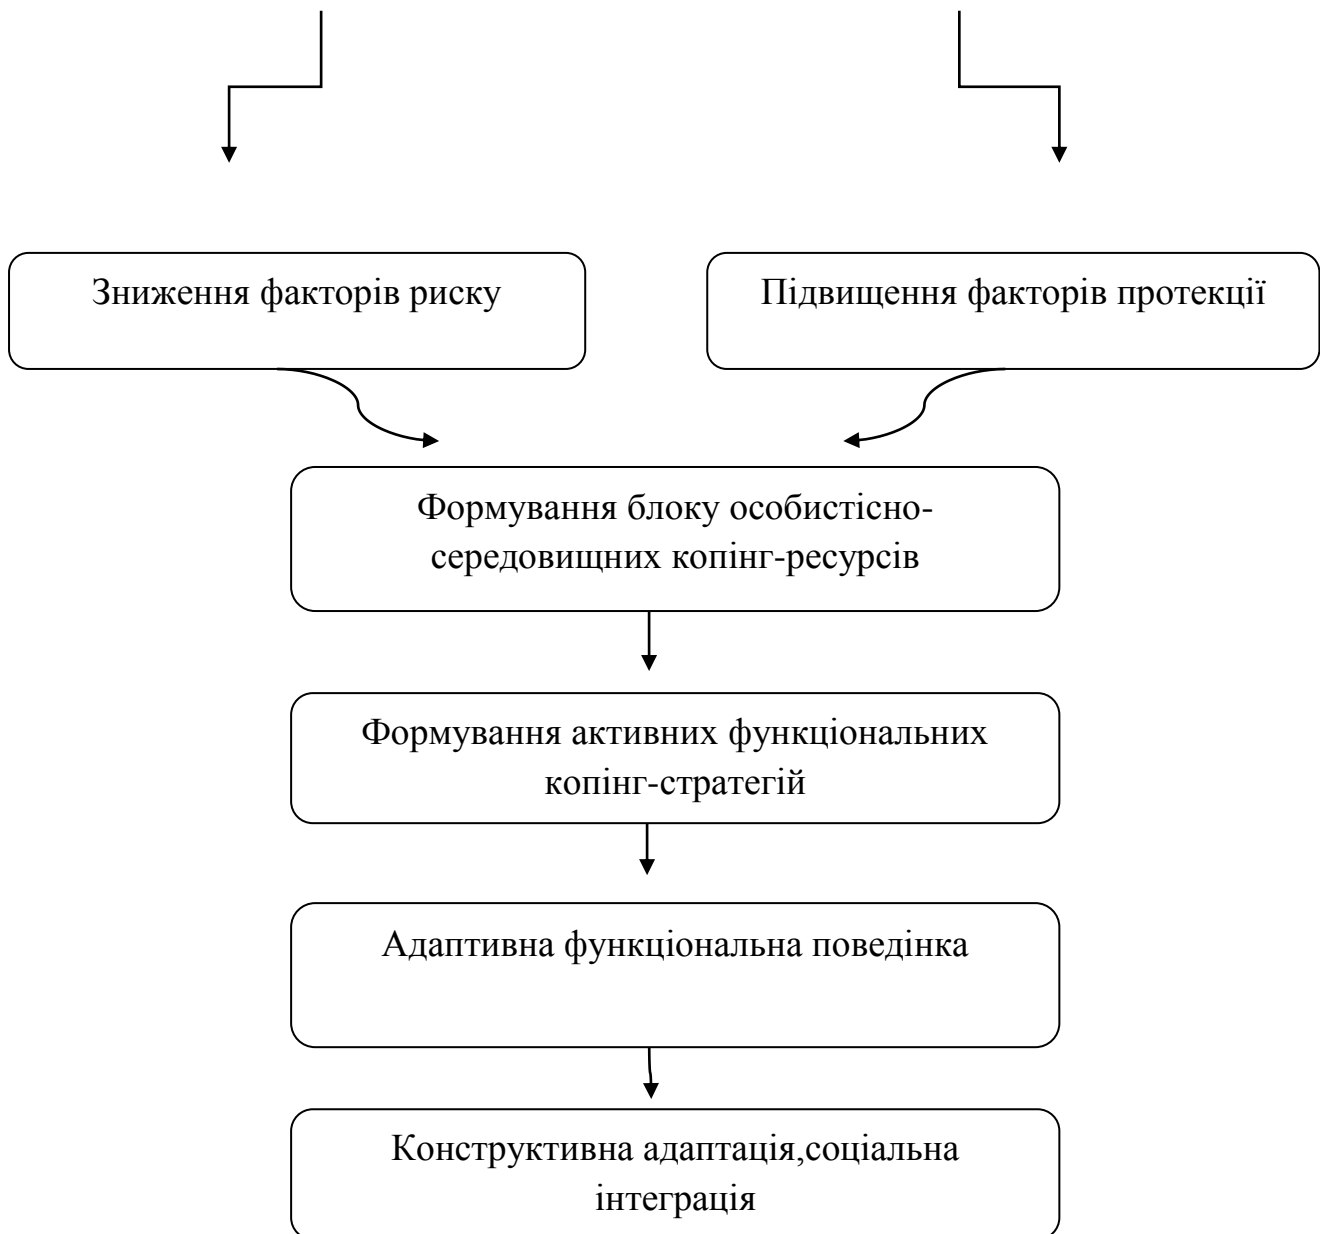 Зниження факторів риску
Підвищення факторів протекції
Формування блоку особистісно-
середовищних копінг-ресурсів
Формування активних функціональних
копінг-стратегій
Адаптивна функціональна поведінка
Конструктивна адаптація,соціальна
інтеграція